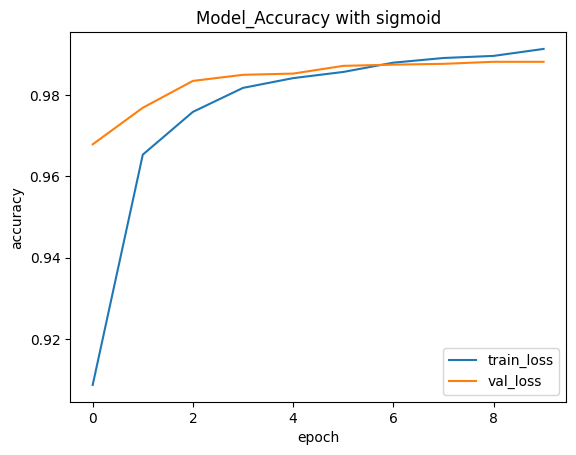 Model_Accuracy with sigmoid
accuracy
0.98
0.96
0.94
0.92
train_loss
val_loss
0 2 4 6 8
epoch